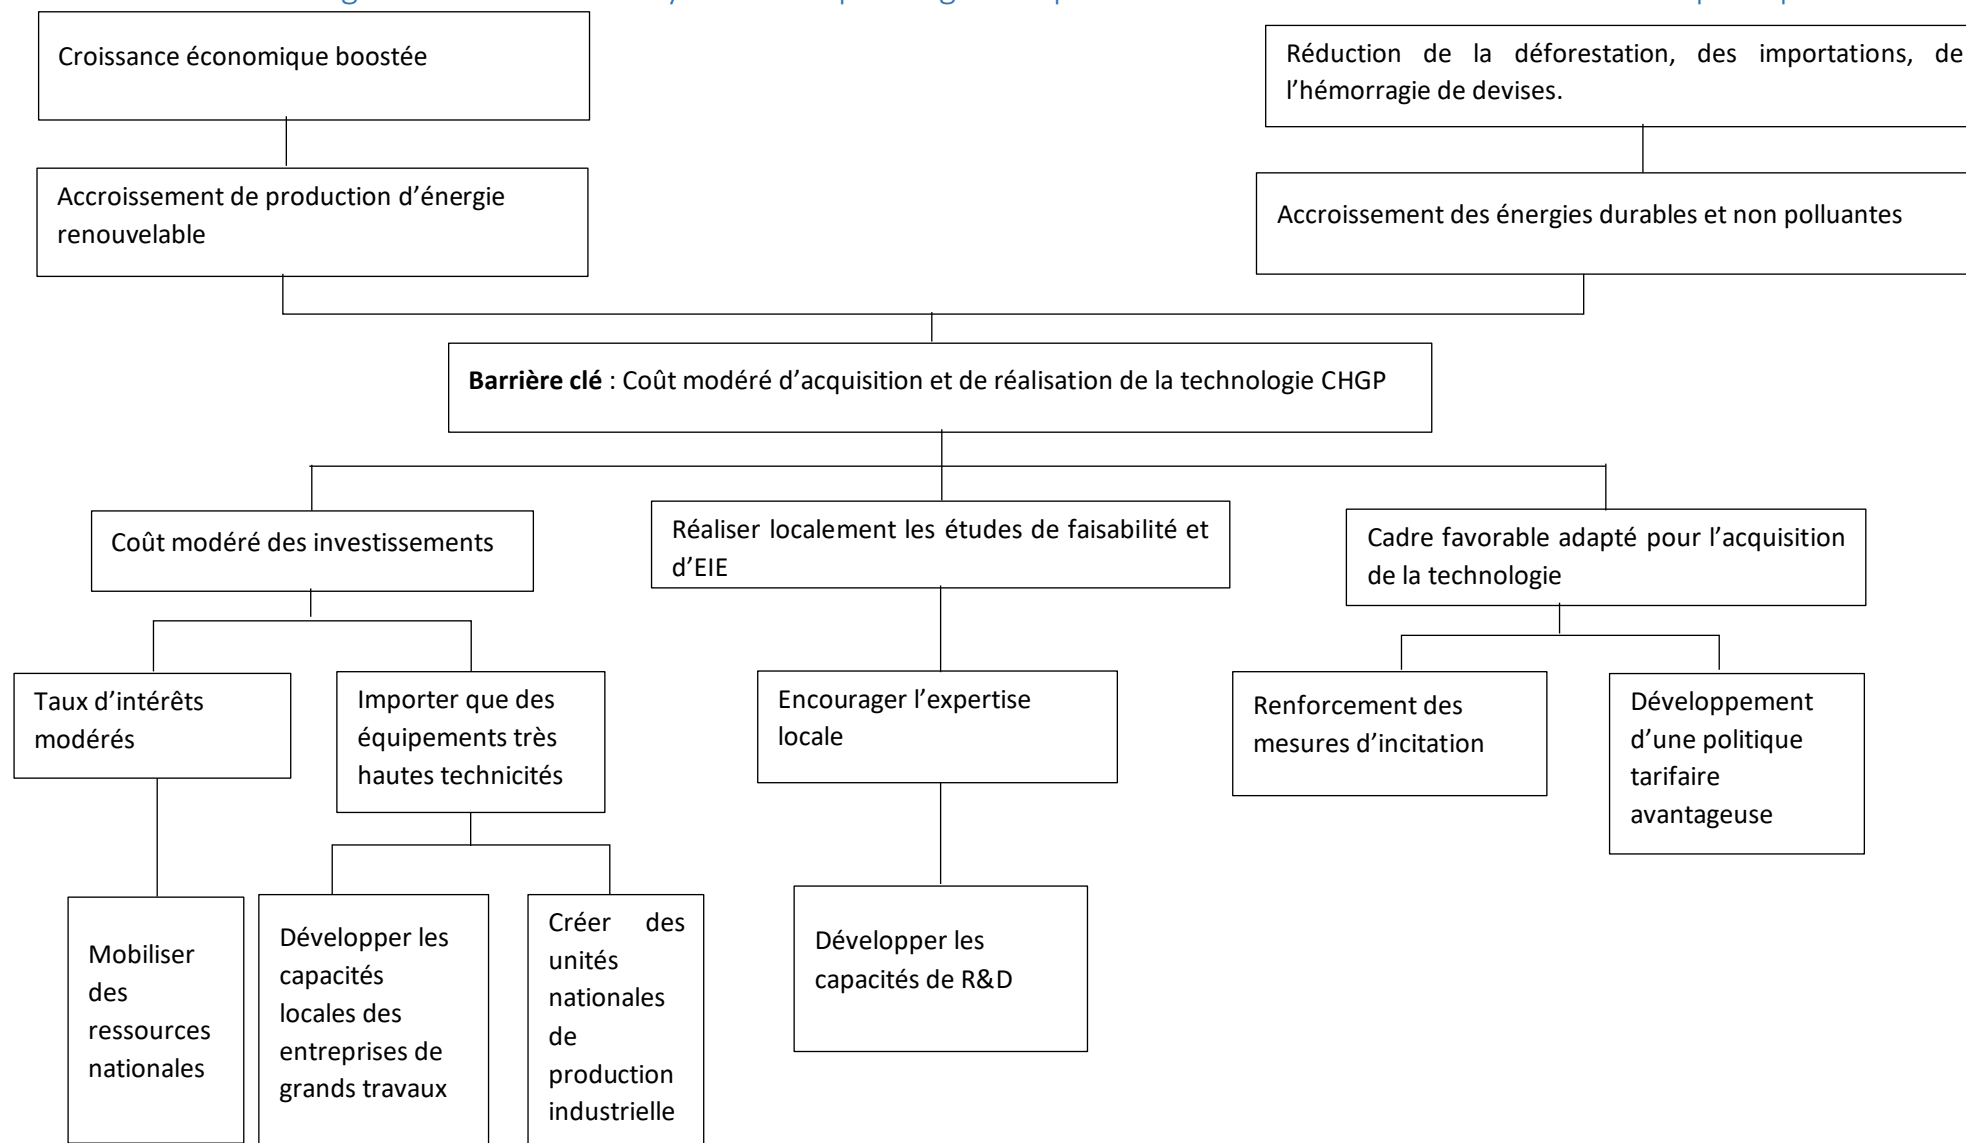 Croissance économique boostée
Réduction de la déforestation, des importations, de
l'hémorragie de devises.
Accroissement de production d'énergie
renouvelable
Accroissement des énergies durables et non polluantes
Barrière clé : Coût modéré d'acquisition et de réalisation de la technologie CHGP
Coût modéré des investissements
Réaliser localement les études de faisabilité et
d'EIE
Cadre favorable adapté pour l'acquisition
de la technologie
Taux d'intérêts
modérés
Importer que des
équipements très
hautes technicités
Encourager l'expertise
locale
Renforcement des
mesures d'incitation
Développement
d'une politique
tarifaire
avantageuse
Mobiliser
des
ressources
nationales
Développer les
capacités
locales des
entreprises de
grands travaux
Créer des
unités
nationales
de
production
industrielle
Développer les
capacités de R&D